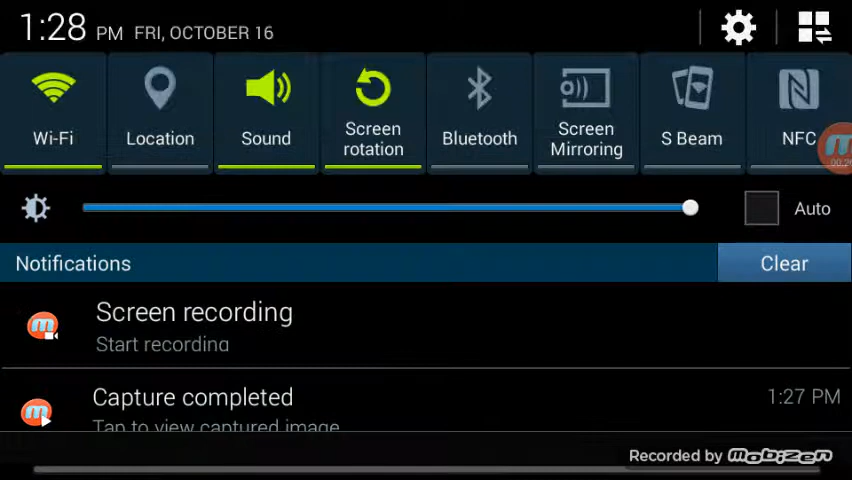 1:28 PM FRI, OCTOBER 16
Wi-Fi
Location
Sound
Screen rotation
Bluetooth
Screen Mirroring
S Beam
NFC
Auto
Notifications
Clear
Screen recording
Start recording
Capture completed
1:27 PM
Tap to view captured image
Recorded by Mobizen